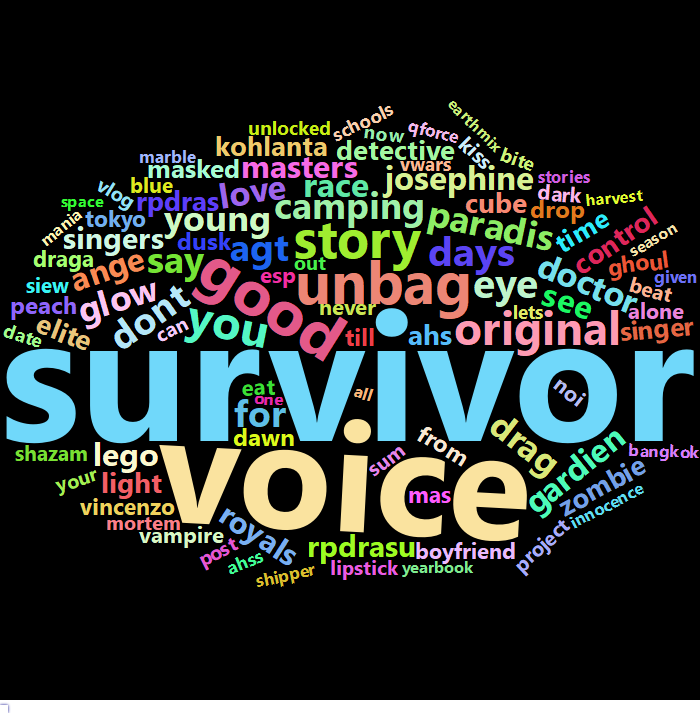 earthmix
schools
unlocked
now
qforce
kiss
bite
kohlanta
detective
marble
masked
masters
vwars
stories
vlog
blue
rpdras
love
race.
josephine
dark
harvest
space
mania
tokyo
young
camping
cube
drop
time
control
season
singers
dusk
agt
story
paradis
days
draga
ange
say
good
esp
out
unbag
eye
doctor
ghoul
given
siew
glow
dont
can
you
never
see
lets
beat
alone
peach
elite
date
till
ahs
original
singer
survivor
eat
one
all
noi
for
dawn
voice
shazam
lego
sum
from
drag
gardien
bangkok
your
light
mas
zombie
vincenzo
innocence
mortem
vampire
royals
post
ahss
rpdrasu
boyfriend
project
shipper
lipstick
yearbook